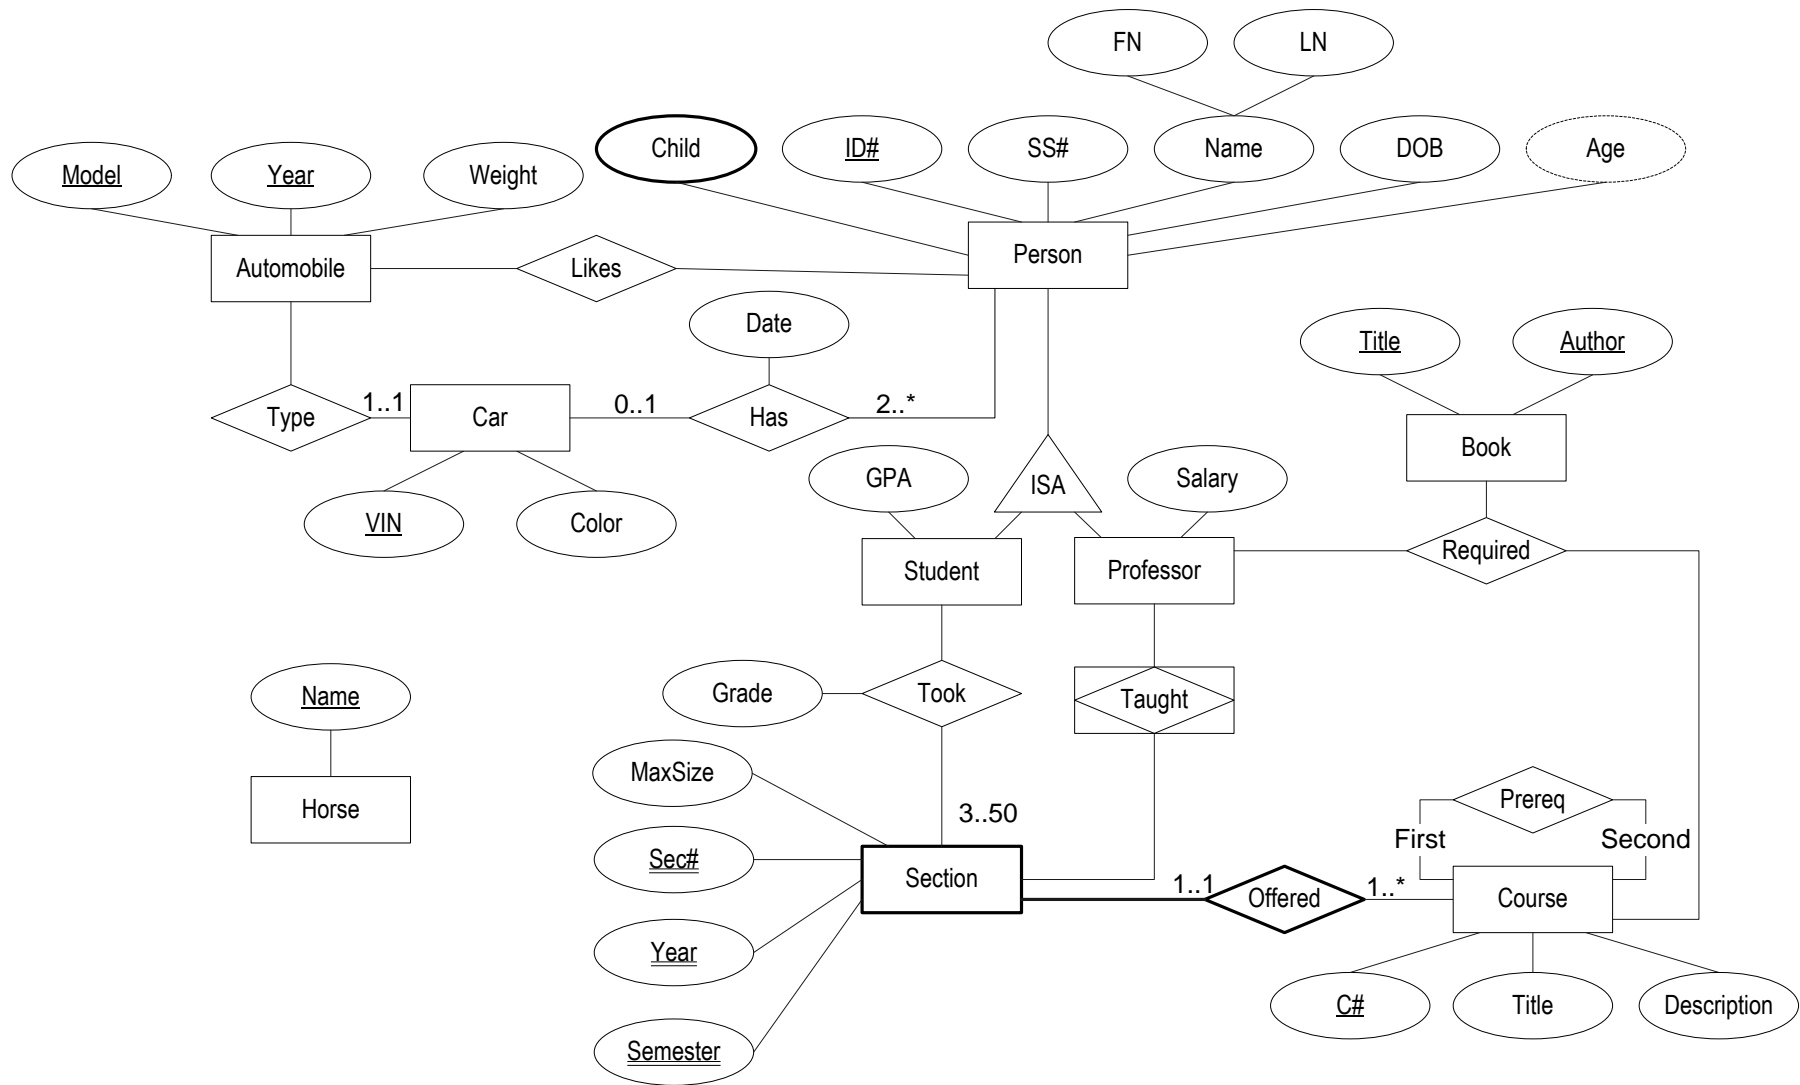 FN
LN
Child
ID#
SS#
Name
DOB
Age
Model
Year
Weight
Person
Automobile
Likes
Date
Title
Author
Type
1..1
Car
0..1
Has
2..*
Book
GPA
ISA
Salary
VIN
Color
Required
Student
Professor
Name
Grade
Took
Taught
MaxSize
Horse
3..50
Prereq
First
Second
Sec#
Section
1..1
Offered
1..*
Course
Year
C#
Title
Description
Semester